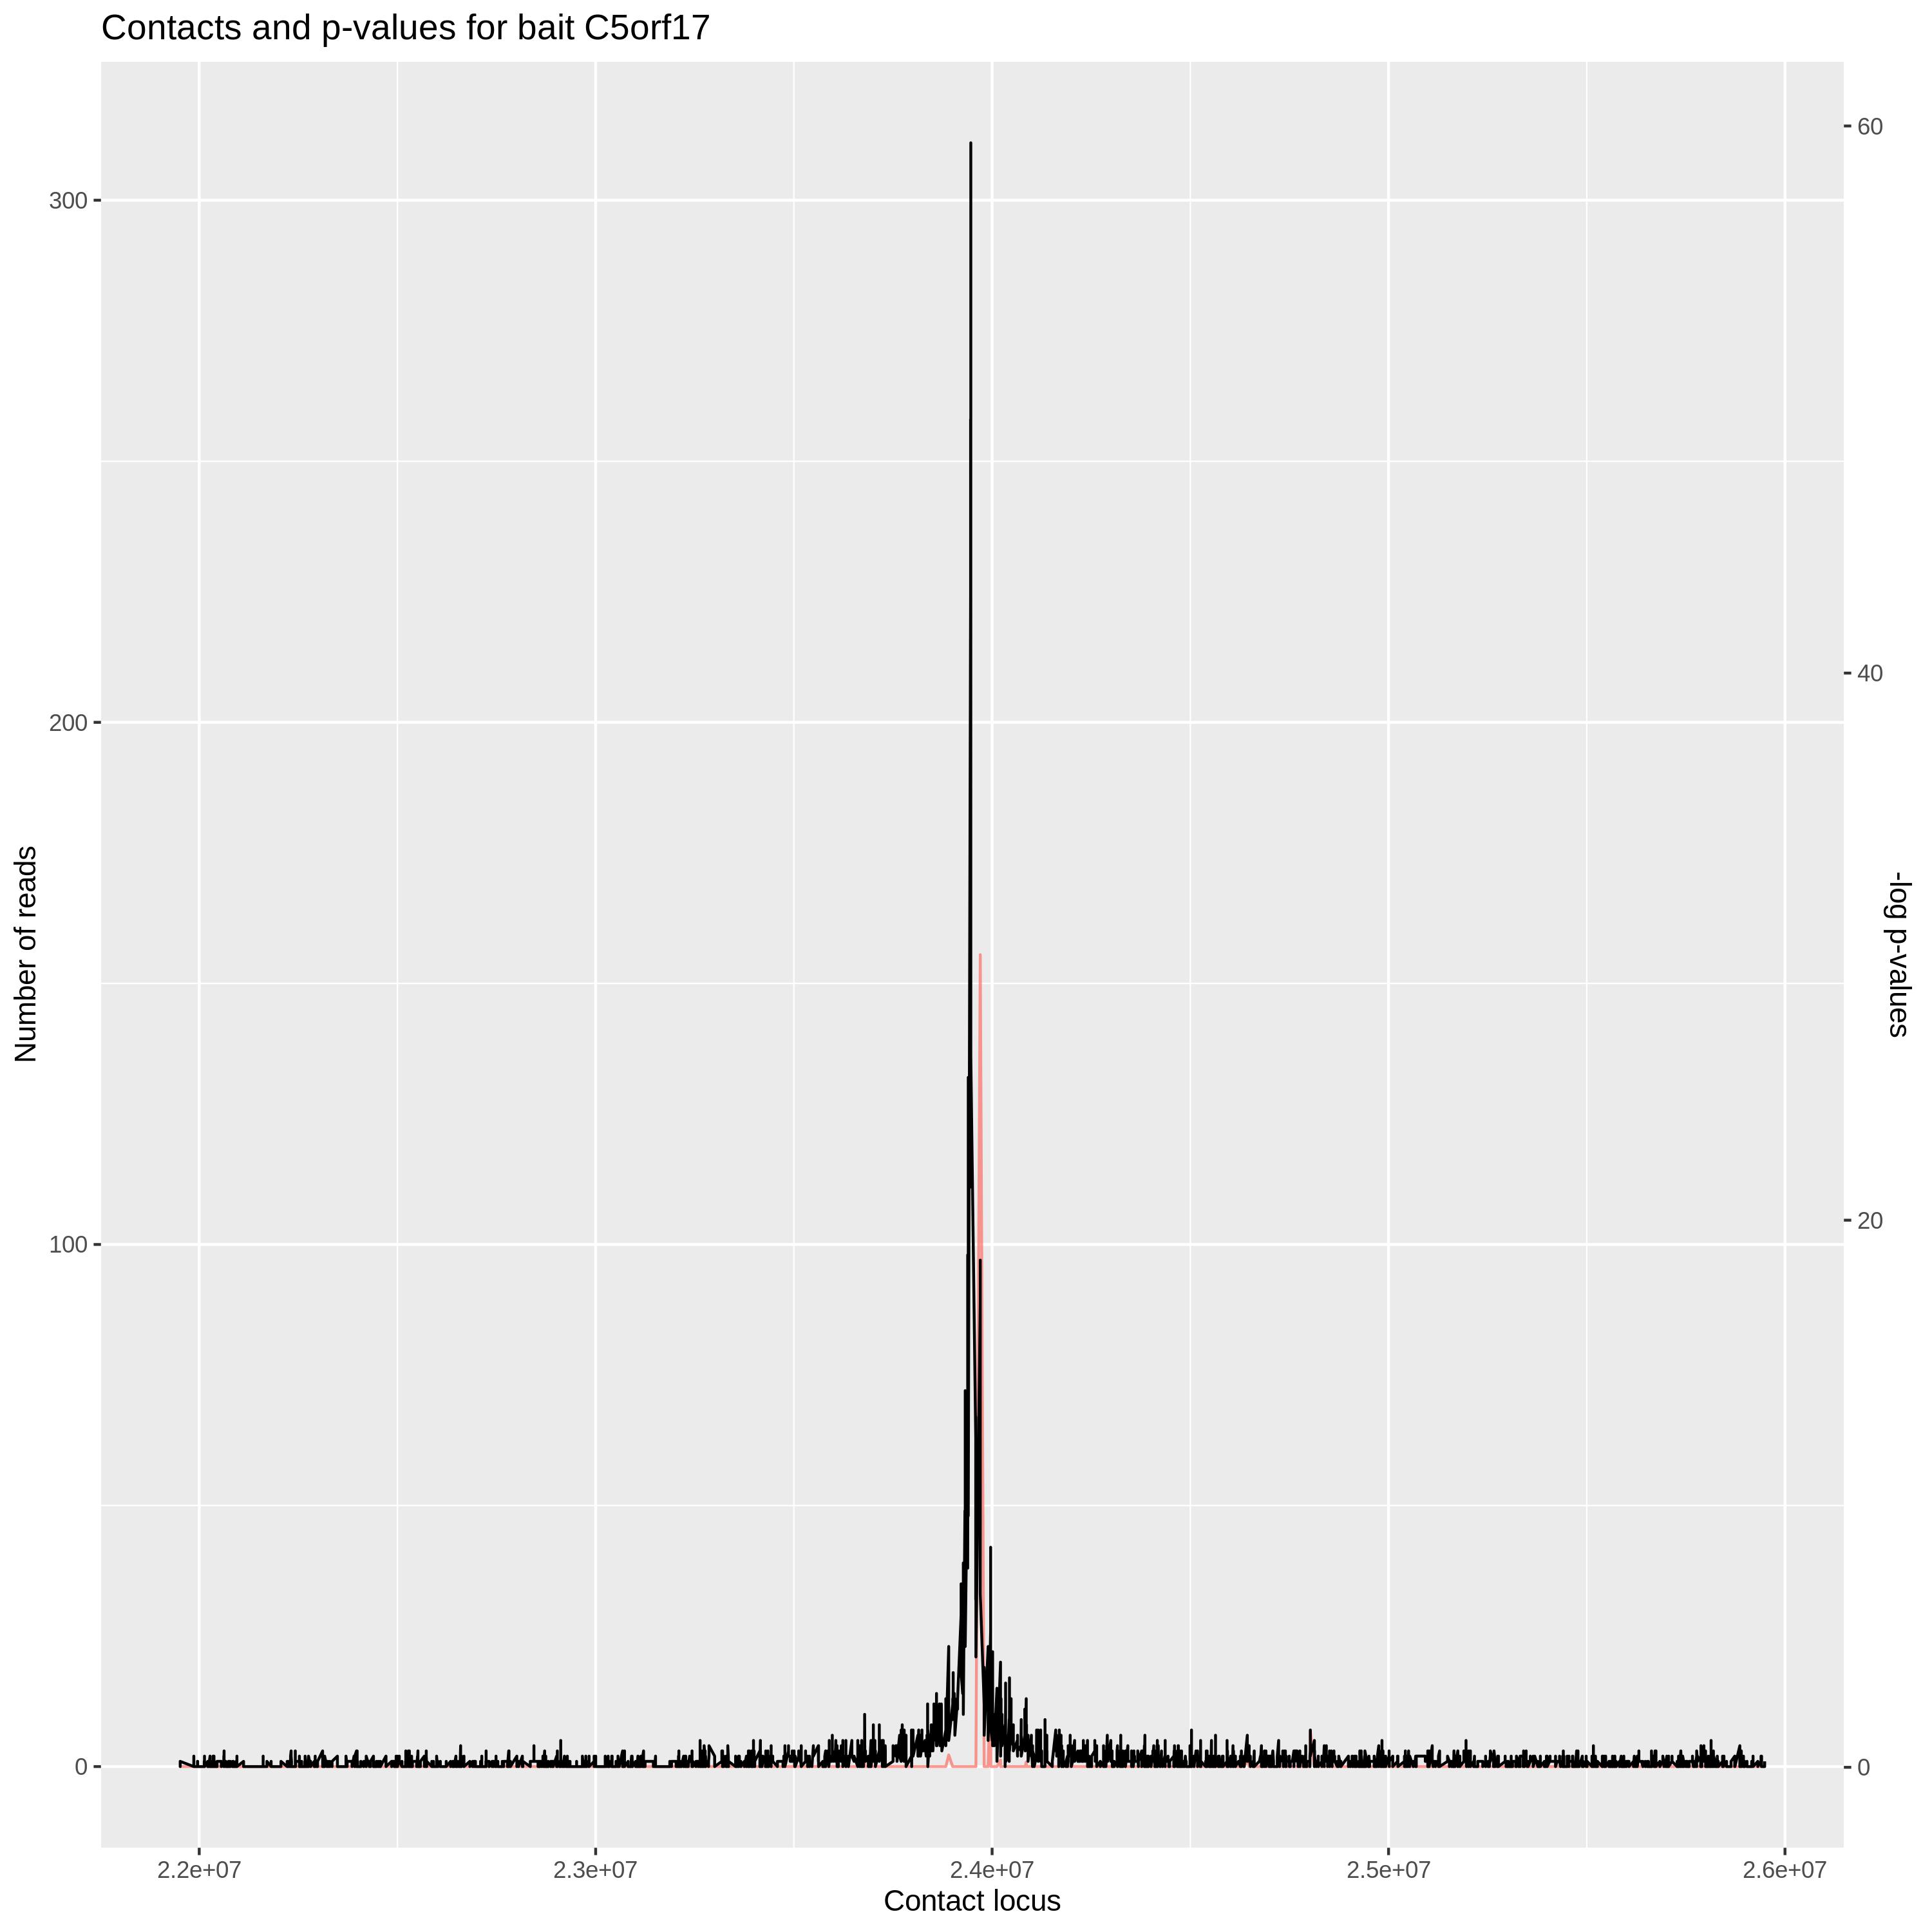 Contacts and p-values for bait C5orf17
300
200
100
0
60
40
20
0
Number of reads
-log p-values
2.2e+07 2.3e+07 2.4e+07 2.5e+07 2.6e+07
Contact locus